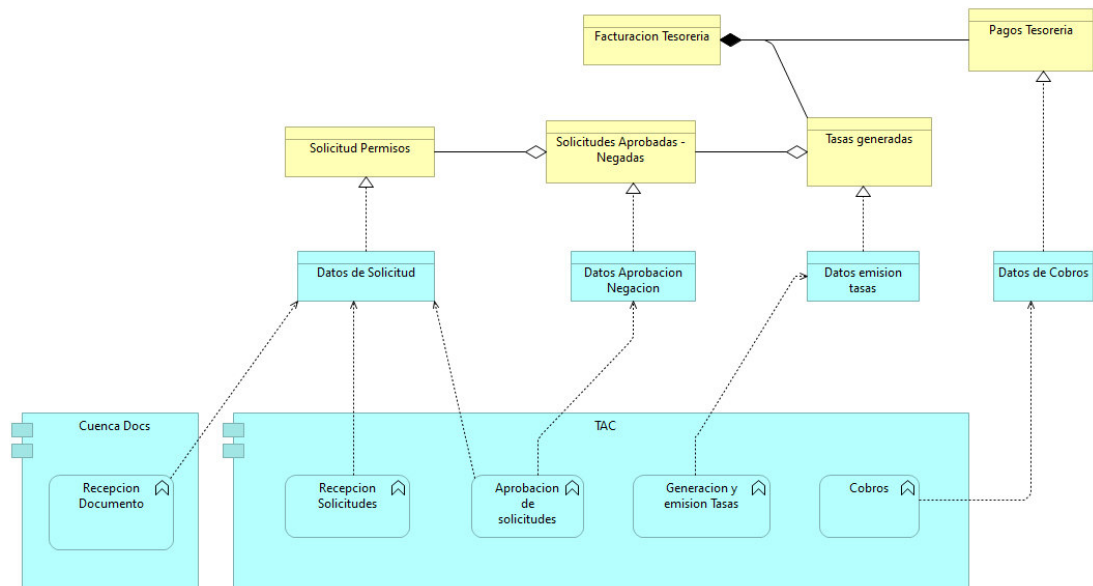 Facturacion Tesoreria
Pagos Tesoreria
Solicitud Permisos
Solicitudes Aprobadas -
Negadas
Tasas generadas
Datos de Solicitud
Datos Aprobacion
Negacion
Datos emision
tasas
Datos de Cobros
Cuenca Docs
TAC
Recepcion
Documento
Recepcion
Solicitudes
Aprobacion
de
solicitudes
Generacion y
emision Tasas
Cobros